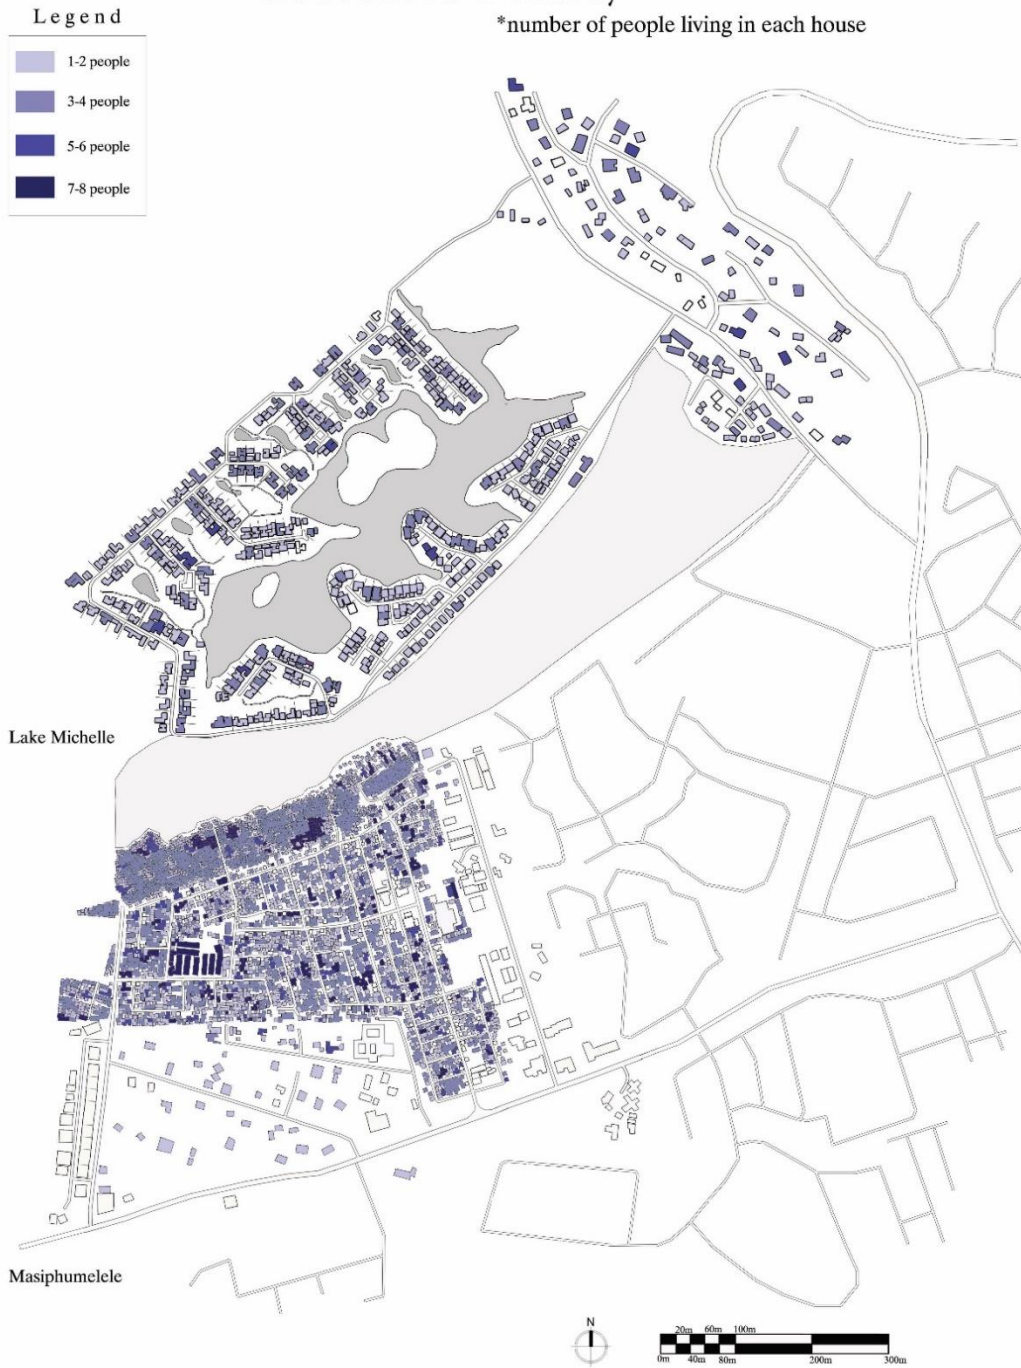 *number of people living in each house
Legend
1-2 people
3-4 people
5-6 people
7-8 people
Lake Michelle
Masiphumelele
N
20m 60m 100m
0m 40m 80m 200m 300m